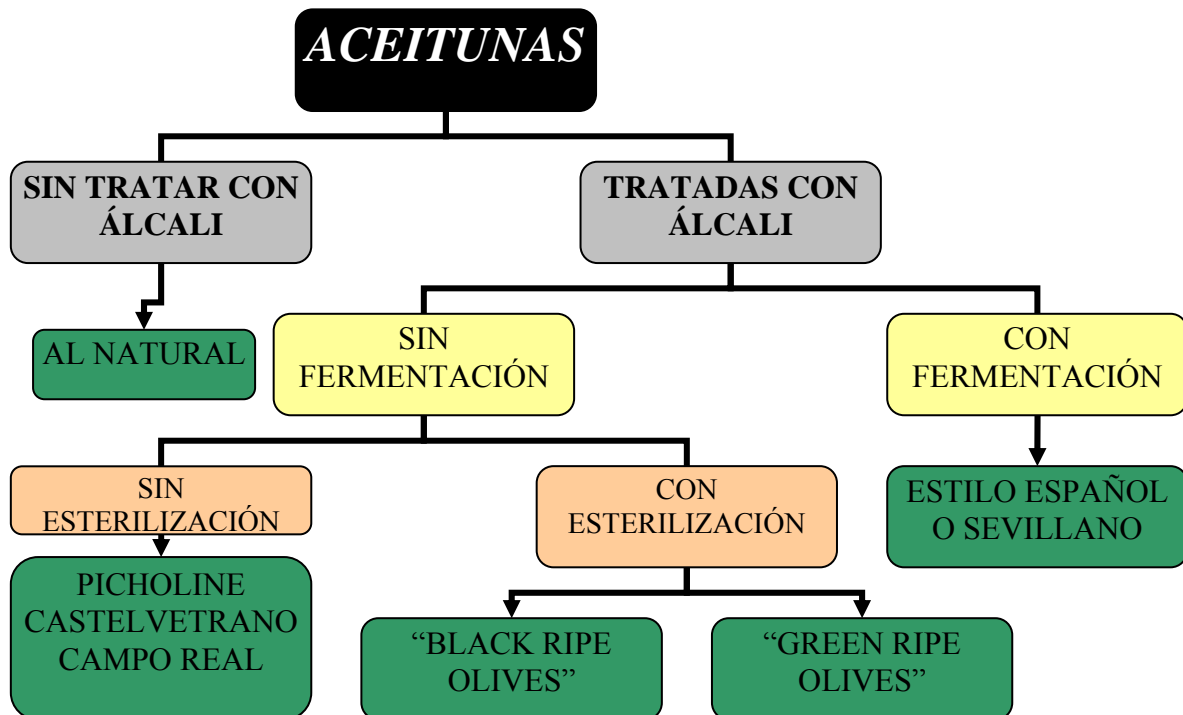 ACEITUNAS
SIN TRATAR CON
ÁLCALI
TRATADAS CON
ÁLCALI
AL NATURAL
SIN
FERMENTACIÓN
CON
FERMENTACIÓN
SIN
ESTERILIZACIÓN
CON
ESTERILIZACIÓN
ESTILO ESPAÑOL
O SEVILLANO
PICHOLINE
CASTELVETRANO
CAMPO REAL
“BLACK RIPE
OLIVES”
“GREEN RIPE
OLIVES”